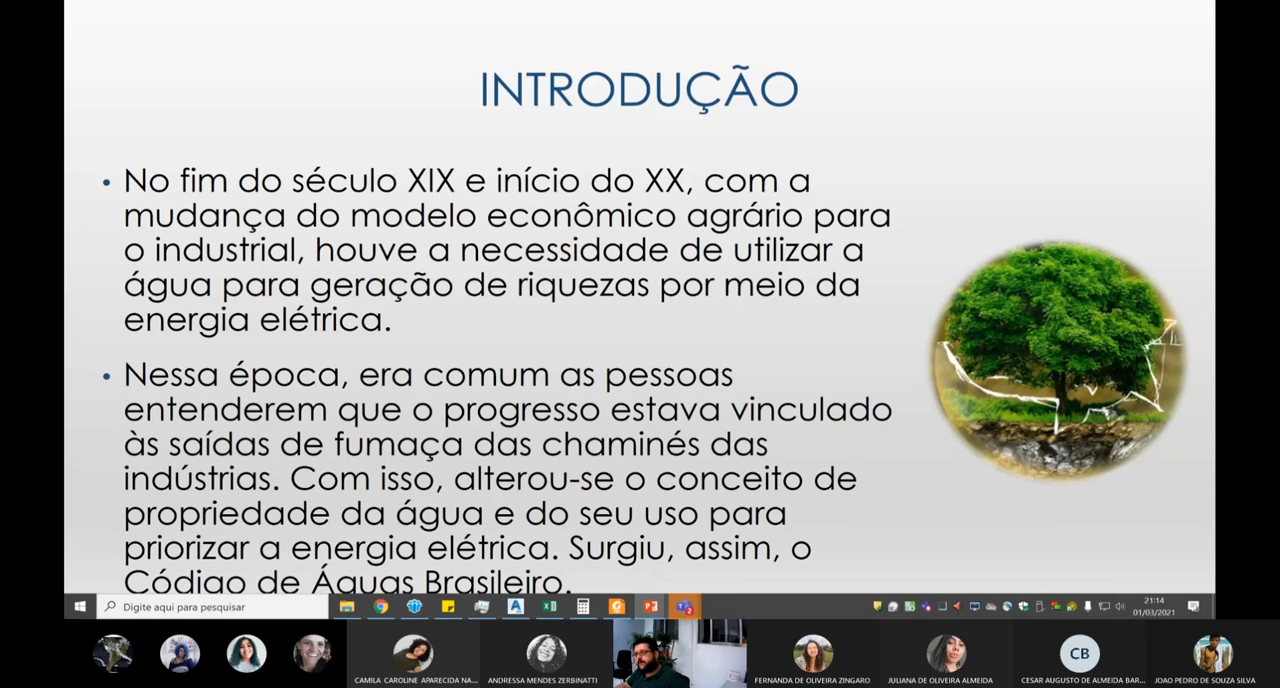 INTRODUÇÃO
• No fim do século XIX e início do XX, com a
mudança do modelo econômico agrário para
o industrial, houve a necessidade de utilizar a
água para geração de riquezas por meio da
energia elétrica.
• Nessa época, era comum as pessoas
entenderem que o progresso estava vinculado
às saídas de fumaça das chaminés das
indústrias. Com isso, alterou-se o conceito de
propriedade da água e do seu uso para
priorizar a energia elétrica. Surgiu, assim, o
Código de Águas Brasileiro.
Digite aqui para pesquisar
21:14
01/03/2021
CB
CAMILA CAROLINE APARECIDA NA...
ANDRESSA MENDES ZERBINATTI
FERNANDA DE OLIVEIRA ZINGARO
JULIANA DE OLIVEIRA ALMEIDA
CESAR AUGUSTO DE ALMEIDA BAR...
JOAO PEDRO DE SOUZA SILVA